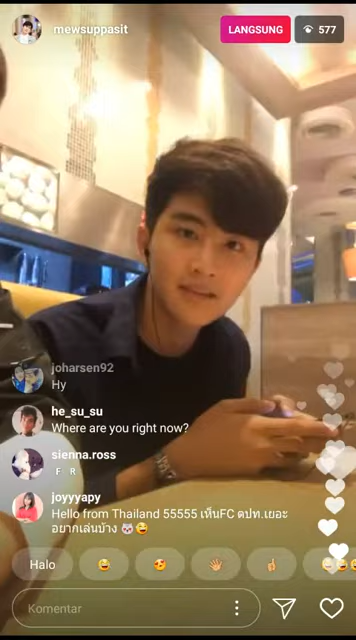 mewsuppasit
LANGSUNG
577
joharsen92
Hy
he_su_su
Where are you right now?
sienna.ross
F R
joyyyapy
Hello from Thailand 55555 เห็นFC ตปท.เยอะ
อยากเล่นบ้าง
Halo
Komentar